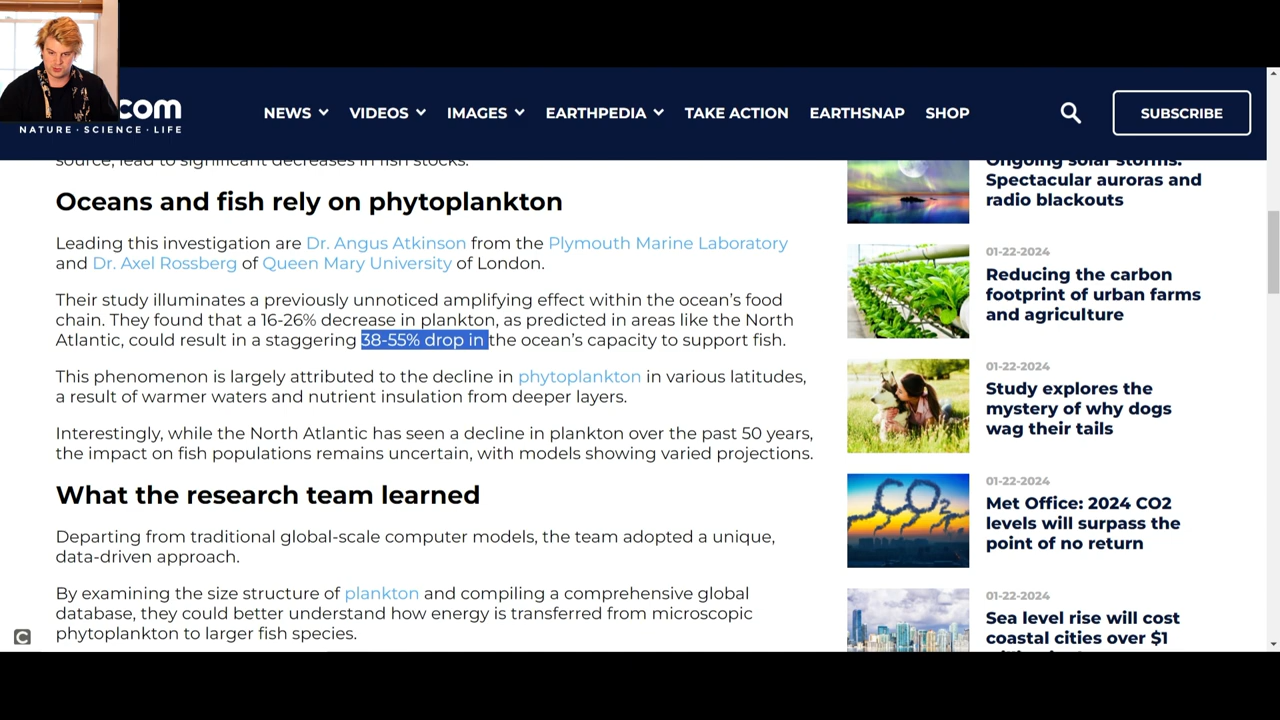 .com
NATURE · SCIENCE · LIFE
NEWS
VIDEOS
IMAGES
EARTHPEDIA
TAKE ACTION
EARTHSNAP
SHOP
SUBSCRIBE
source, lead to significant decreases in fish stocks.
Oceans and fish rely on phytoplankton
Leading this investigation are Dr. Angus Atkinson from the Plymouth Marine Laboratory
and Dr. Axel Rossberg of Queen Mary University of London.
Their study illuminates a previously unnoticed amplifying effect within the ocean's food
chain. They found that a 16-26% decrease in plankton, as predicted in areas like the North
Atlantic, could result in a staggering 38-55% drop in the ocean's capacity to support fish.
This phenomenon is largely attributed to the decline in phytoplankton in various latitudes,
a result of warmer waters and nutrient insulation from deeper layers.
Interestingly, while the North Atlantic has seen a decline in plankton over the past 50 years,
the impact on fish populations remains uncertain, with models showing varied projections.
What the research team learned
Departing from traditional global-scale computer models, the team adopted a unique,
data-driven approach.
By examining the size structure of plankton and compiling a comprehensive global
database, they could better understand how energy is transferred from microscopic
phytoplankton to larger fish species.
Ongoing solar storms:
Spectacular auroras and
radio blackouts
01-22-2024
Reducing the carbon
footprint of urban farms
and agriculture
01-22-2024
Study explores the
mystery of why dogs
wag their tails
CO2
01-22-2024
Met Office: 2024 CO2
levels will surpass the
point of no return
01-22-2024
Sea level rise will cost
coastal cities over $1
C